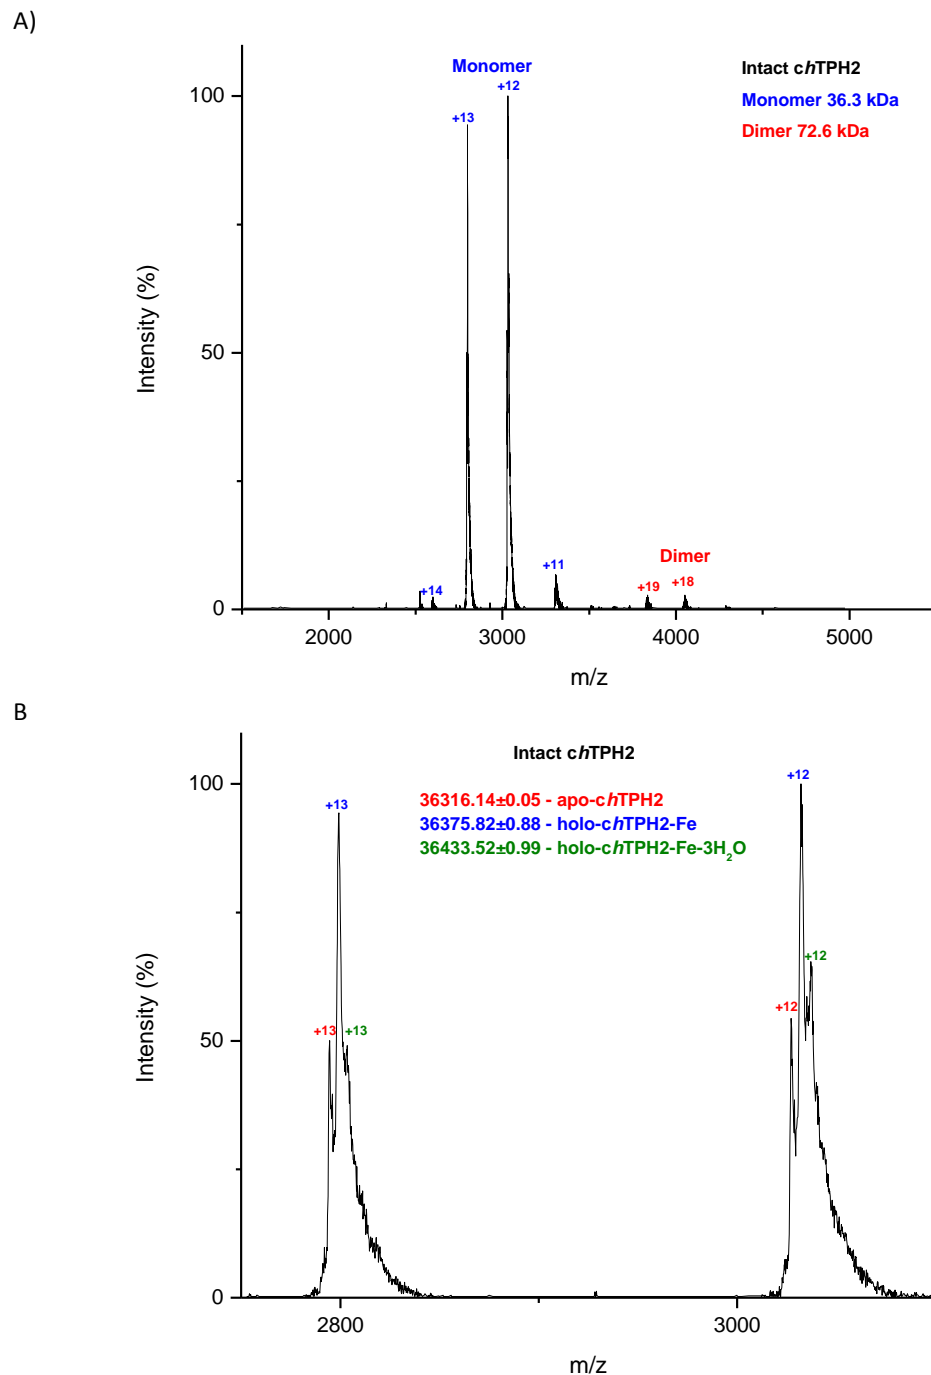 A)
Monomer
Intact chTPH2
Monomer 36.3 kDa
Dimer 72.6 kDa
+12
+13
+14
+11
Dimer
+19
+18
100
50
0
Intensity (%)
2000
3000
4000
5000
m/z
B
Intact chTPH2
36316.14±0.05 - apo-chTPH2
36375.82±0.88 - holo-chTPH2-Fe
36433.52±0.99 - holo-chTPH2-Fe-3H₂O
+13
+13
+13
+12
+12
+12
100
50
0
Intensity (%)
2800
3000
m/z